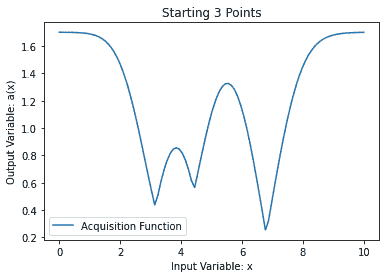 Starting 3 Points
Output Variable: a(x)
1.6
1.4
1.2
1.0
0.8
0.6
0.4
0.2
Acquisition Function
0 2 4 6 8 10
Input Variable: x